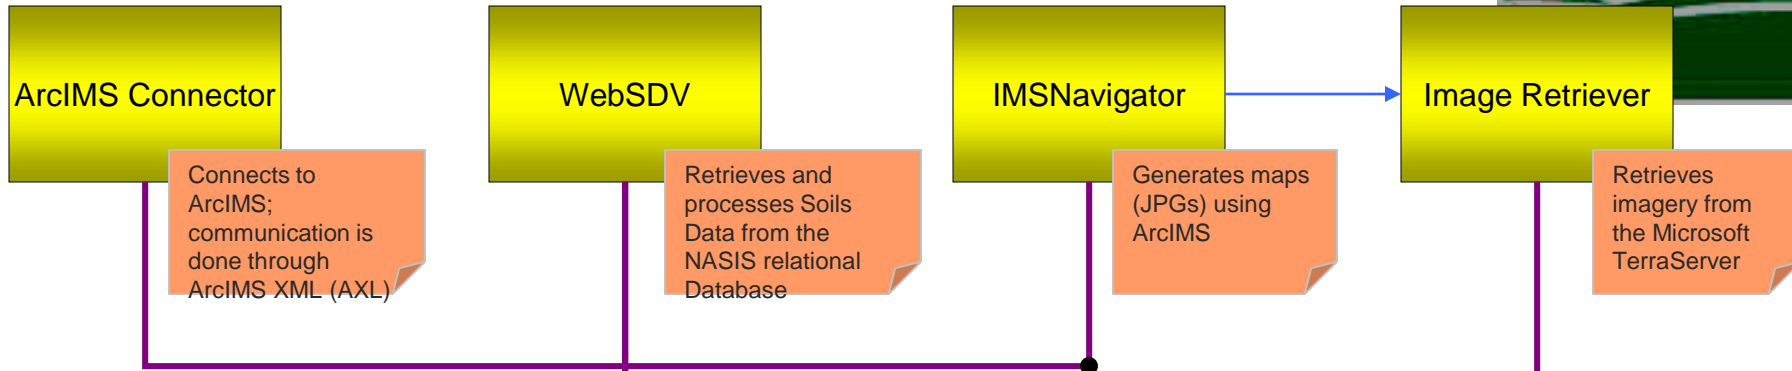 ArcIMS Connector
WebSDV
IMSNavigator
Image Retriever
Connects to
ArcIMS;
communication is
done through
ArcIMS XML (AXL)
Retrieves and
processes Soils
Data from the
NASIS relational
Database
Generates maps
(JPGs) using
ArcIMS
Retrieves
imagery from
the Microsoft
TerraServer